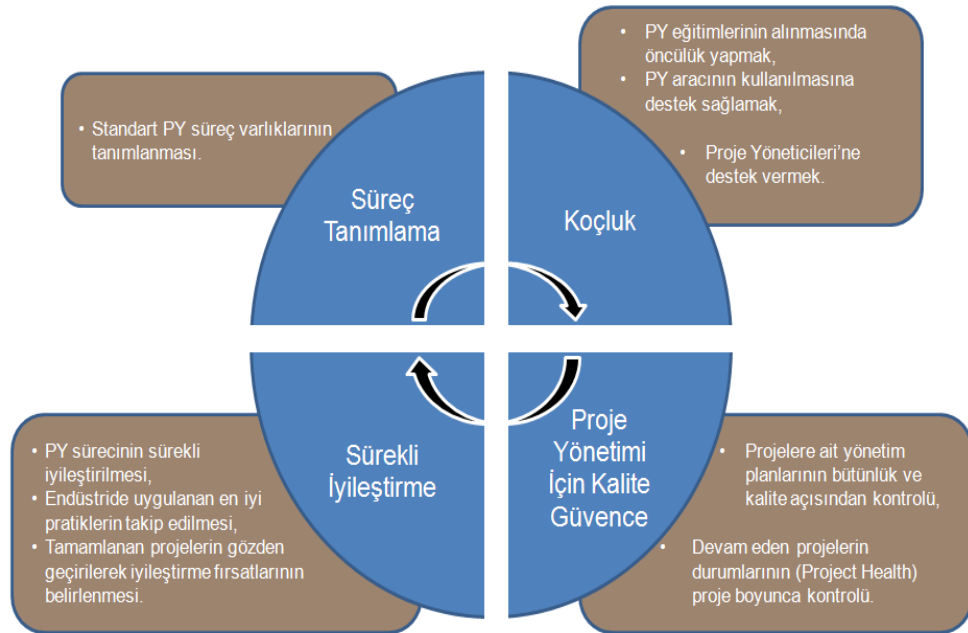 • Standart PY süreç varlıklarının
tanımlanması.
Süreç
Tanımlama
• PY eğitimlerinin alınmasında
öncülük yapmak,
• PY aracının kullanılmasına
destek sağlamak,
• Proje Yöneticileri’ne
destek vermek.
Koçluk
• PY sürecinin sürekli
iyileştirilmesi,
• Endüstride uygulanan en iyi
pratiklerin takip edilmesi,
• Tamamlanan projelerin gözden
geçirilerek iyileştirme fırsatlarının
belirlenmesi.
Sürekli
İyileştirme
Proje
Yönetimi
İçin Kalite
Güvence
• Projelere ait yönetim
planlarının bütünlük ve
kalite açısından kontrolü,
• Devam eden projelerin
durumlarının (Project Health)
proje boyunca kontrolü.